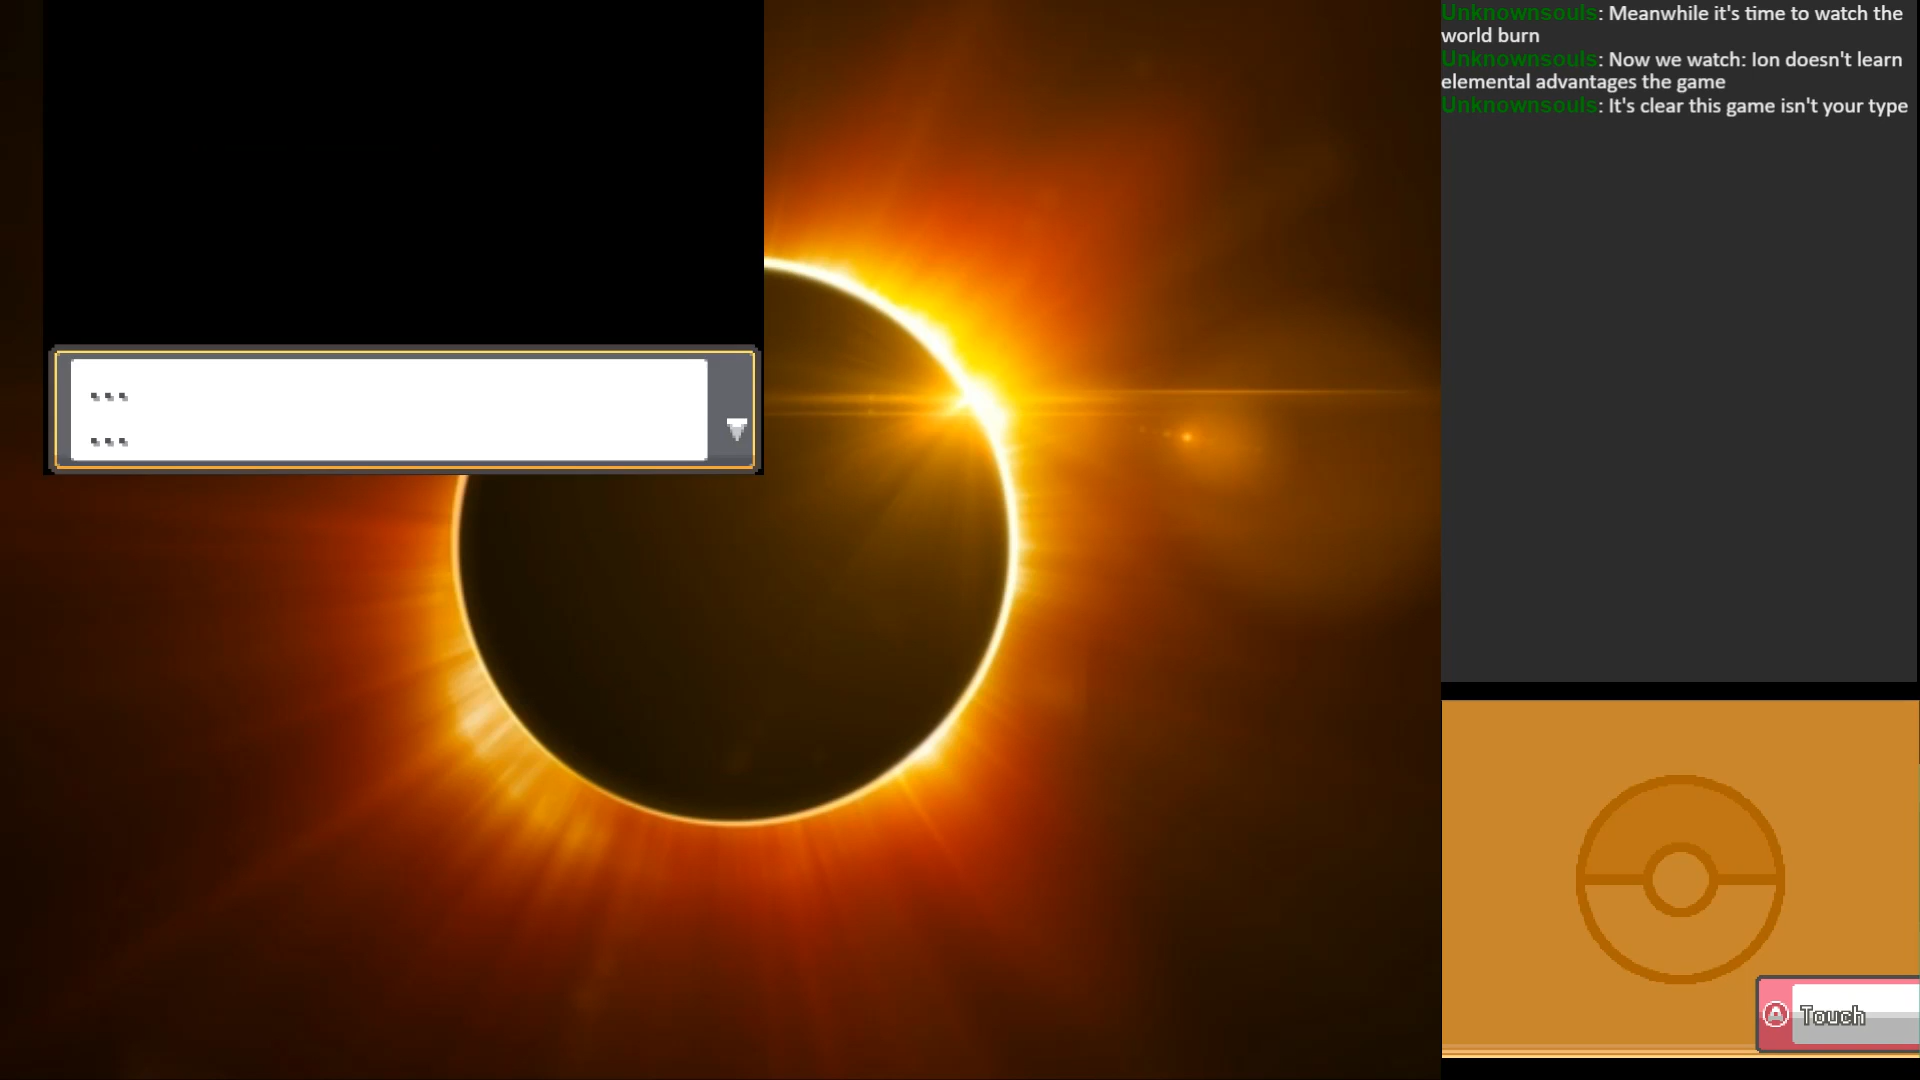 Unknownsouls: Meanwhile it's time to watch the
world burn
Unknownsouls: Now we watch: Ion doesn't learn
elemental advantages the game
Unknownsouls: It's clear this game isn't your type
...
...
A Touch